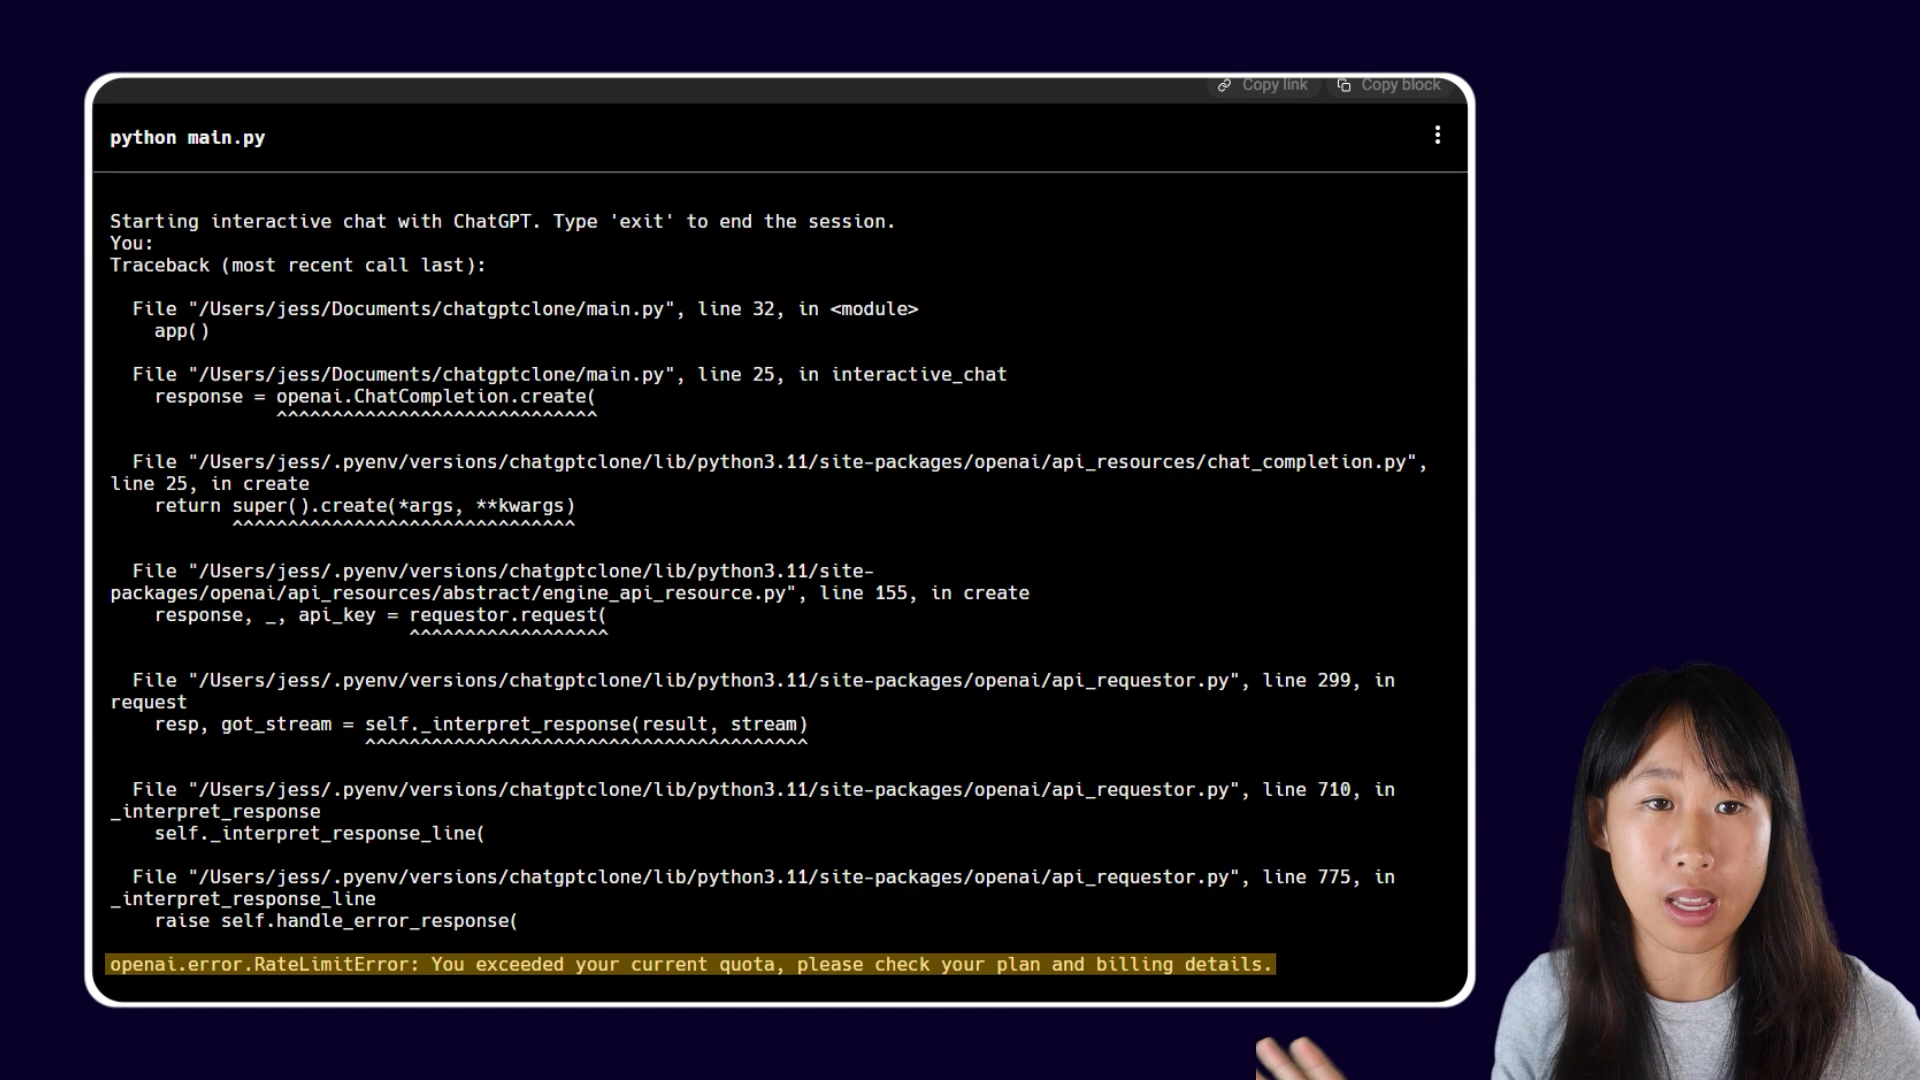 Copy link Copy block
python main.py
Starting interactive chat with ChatGPT. Type 'exit' to end the session.
You:
Traceback (most recent call last):
File "/Users/jess/Documents/chatgptclone/main.py", line 32, in <module>
app()
File "/Users/jess/Documents/chatgptclone/main.py", line 25, in interactive_chat
response = openai.ChatCompletion.create(
^^^^^^^^^^^^^^^^^^^^^^^^^^^^^
File "/Users/jess/.pyenv/versions/chatgptclone/lib/python3.11/site-packages/openai/api_resources/chat_completion.py",
line 25, in create
return super().create(*args, **kwargs)
^^^^^^^^^^^^^^^^^^^^^^^^^^^^^^^
File "/Users/jess/.pyenv/versions/chatgptclone/lib/python3.11/site-
packages/openai/api_resources/abstract/engine_api_resource.py", line 155, in create
response, _, api_key = requestor.request(
^^^^^^^^^^^^^^^^^^
File "/Users/jess/.pyenv/versions/chatgptclone/lib/python3.11/site-packages/openai/api_requestor.py", line 299, in
request
resp, got_stream = self._interpret_response(result, stream)
^^^^^^^^^^^^^^^^^^^^^^^^^^^^^^^^^^^^^^^^
File "/Users/jess/.pyenv/versions/chatgptclone/lib/python3.11/site-packages/openai/api_requestor.py", line 710, in
_interpret_response
self._interpret_response_line(
File "/Users/jess/.pyenv/versions/chatgptclone/lib/python3.11/site-packages/openai/api_requestor.py", line 775, in
_interpret_response_line
raise self.handle_error_response(
openai.error.RateLimitError: You exceeded your current quota, please check your plan and billing details.